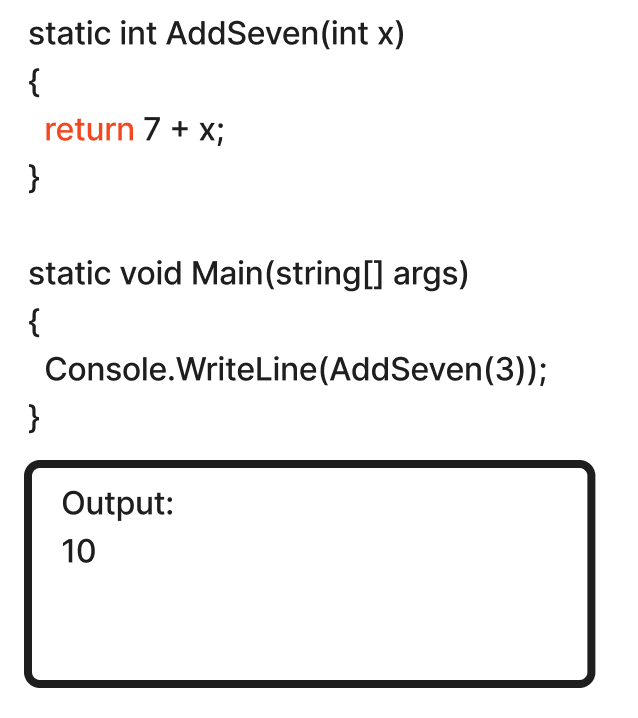 static int AddSeven(int x)
{
return 7 + x;
}
static void Main(string[] args)
{
Console.WriteLine(AddSeven(3));
}
Output:
10